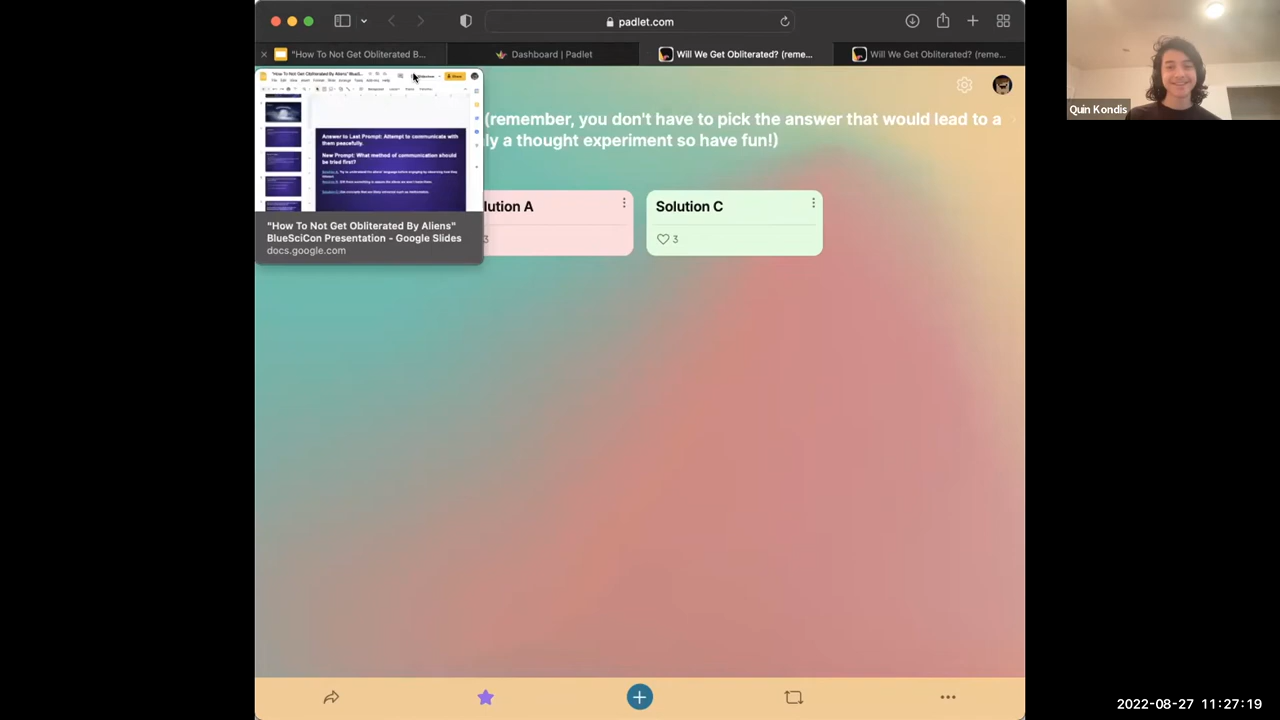 padlet.com
"How To Not Get Obliterated B...
Dashboard | Padlet
Will We Get Obliterated? (reme...
Will We Get Obliterated? (reme...
Quin Kondis
(remember, you don't have to pick the answer that would lead to a
ly a thought experiment so have fun!)
Answer to Last Prompt: Attempt to communicate with
them peacefully.
New Prompt: What method of communication should
be tried first?
"How To Not Get Obliterated By Aliens"
BlueSciCon Presentation - Google Slides
docs.google.com
lution A
3
Solution C
3
2022-08-27 11:27:19